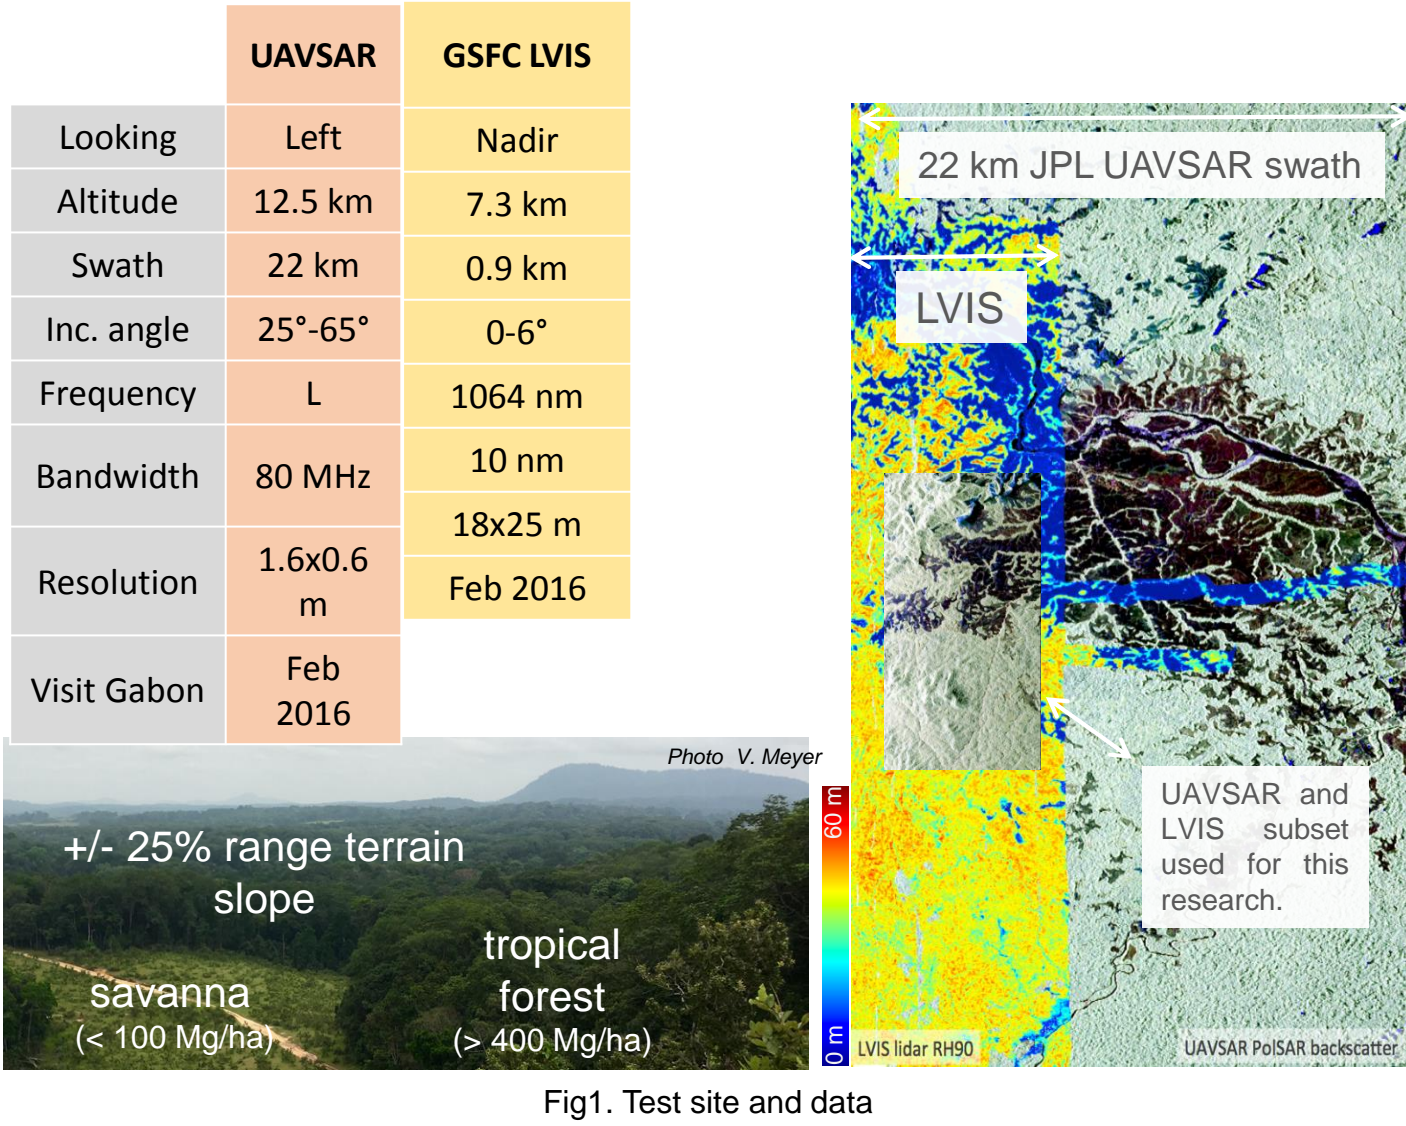 UAVSAR GSFC LVIS
Looking Left Nadir
Altitude 12.5 km 7.3 km
Swath 22 km 0.9 km
Inc. angle 25°-65° 0-6°
Frequency L 1064 nm
Bandwidth 80 MHz 10 nm
Resolution 1.6x0.6 18x25 m
m
Visit Gabon Feb Feb 2016
2016
22 km JPL UAVSAR swath
LVIS
Photo V. Meyer
+/- 25% range terrain
slope
savanna
(< 100 Mg/ha)
tropical
forest
(> 400 Mg/ha)
60 m
0 m
UAVSAR and
LVIS subset
used for this
research.
LVIS lidar RH90
UAVSAR PolSAR backscatter
Fig1. Test site and data